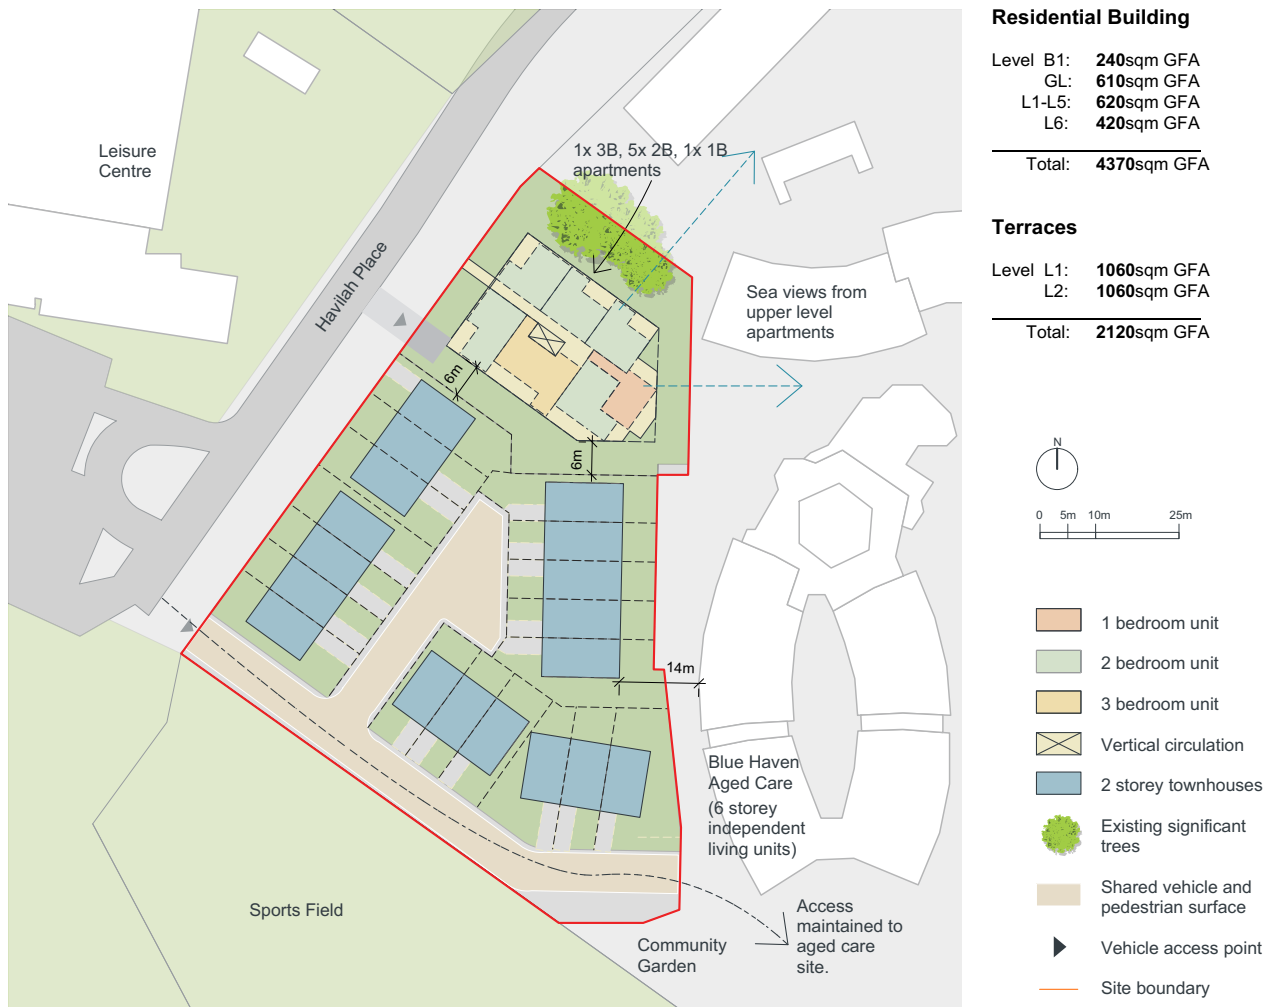 Residential Building
Level B1: 240sqm GFA
GL: 610sqm GFA
L1-L5: 620sqm GFA
L6: 420sqm GFA
Total: 4370sqm GFA
Terraces
Level L1: 1060sqm GFA
L2: 1060sqm GFA
Total: 2120sqm GFA
Leisure
Centre
1x 3B, 5x 2B, 1x 1B
apartments
Havilah Place
Sea views from
upper level
apartments
6m
6m
14m
Blue Haven
Aged Care
(6 storey
independent
living units)
Sports Field
Community
Garden
Access
maintained to
aged care
site.
N
0 5m 10m 25m
1 bedroom unit
2 bedroom unit
3 bedroom unit
Vertical circulation
2 storey townhouses
Existing significant
trees
Shared vehicle and
pedestrian surface
Vehicle access point
Site boundary